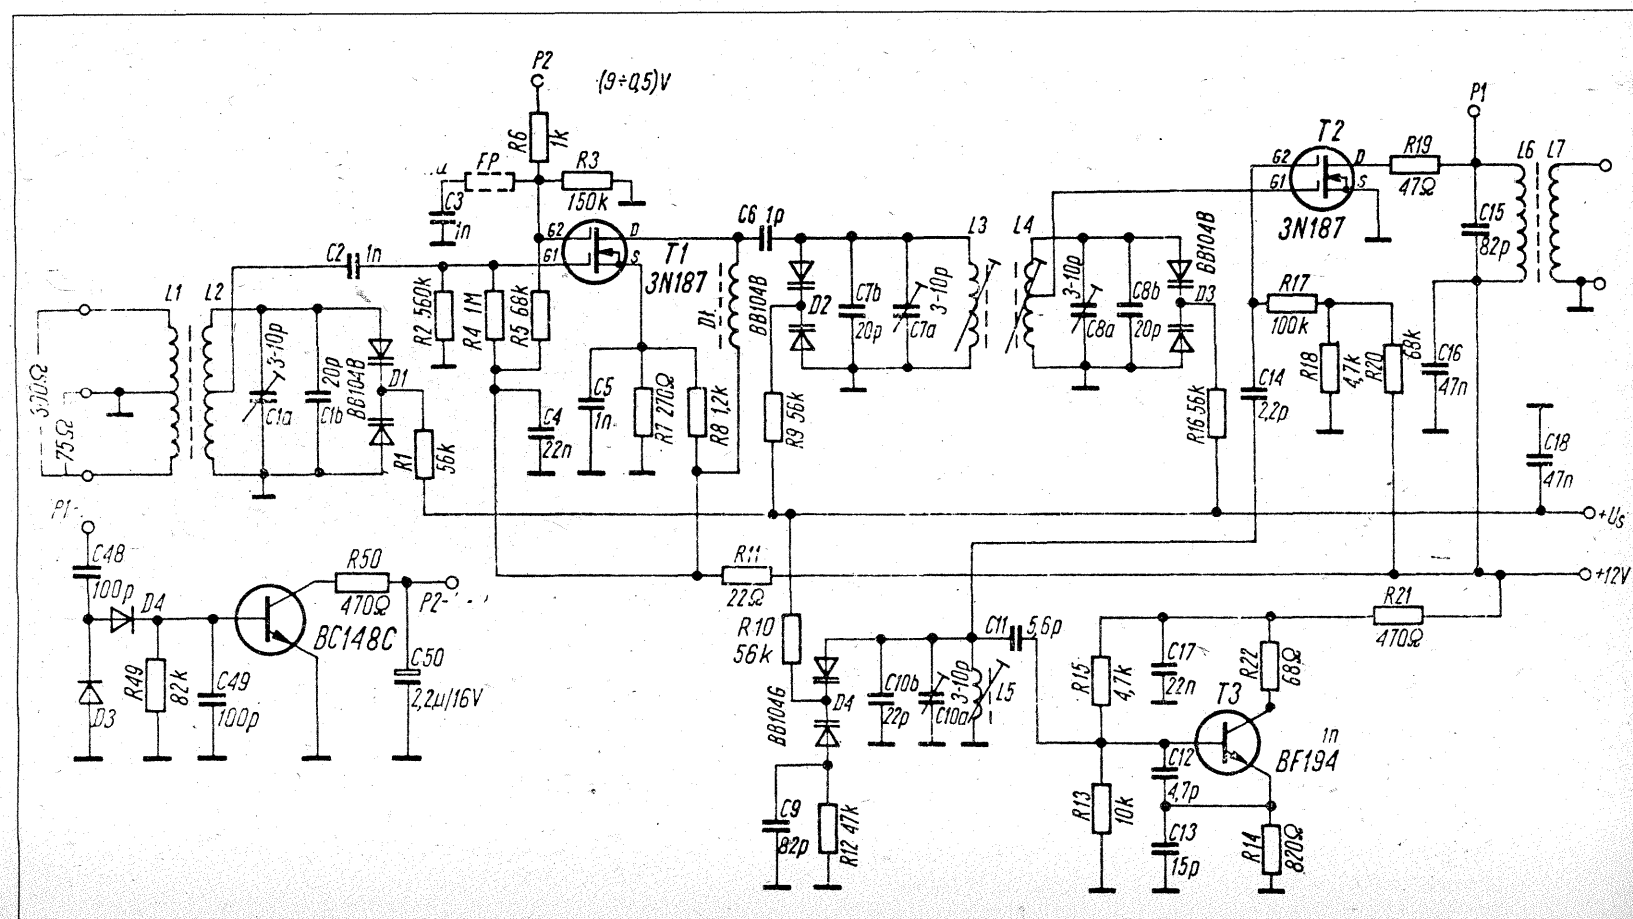 P2
(9÷0,5)V
R6
1k
FP
R3
150k
C3
1n
G2
D
G1
S
T1
3N187
C2
1n
R2 560k
R4 1M
R5 68k
L1
L2
300Ω
75Ω
3-10p
C1a
20p
C1b
BB104B
D1
R1
56k
C4
22n
C5
1n
R7 270Ω
R8 1,2k
Dł
C6 1p
BB104B
D2
C7b
20p
3-10p
C7a
R9 56k
L3
L4
3-10p
C8a
C8b
20p
BB104B
D3
R16 56k
T2
G2
D
G1
S
3N187
R19
47Ω
P1
L6
L7
C15
82p
R17
100k
R18
4,7k
R20
68k
C14
2,2p
C16
47n
C18
47n
+Us
+12V
R11
22Ω
R21
470Ω
P1
C48
100p
D4
D3
R49
82k
C49
100p
BC148C
R50
470Ω
P2
C50
2,2μ/16V
R10
56k
BB104G
D4
C9
82p
R12 47k
C10b
22p
C10a
3-10p
L5
C11
5,6p
R15
4,7k
C17
22n
R22
68Ω
T3
1n
BF194
R13
10k
C12
4,7p
C13
15p
R14
820Ω